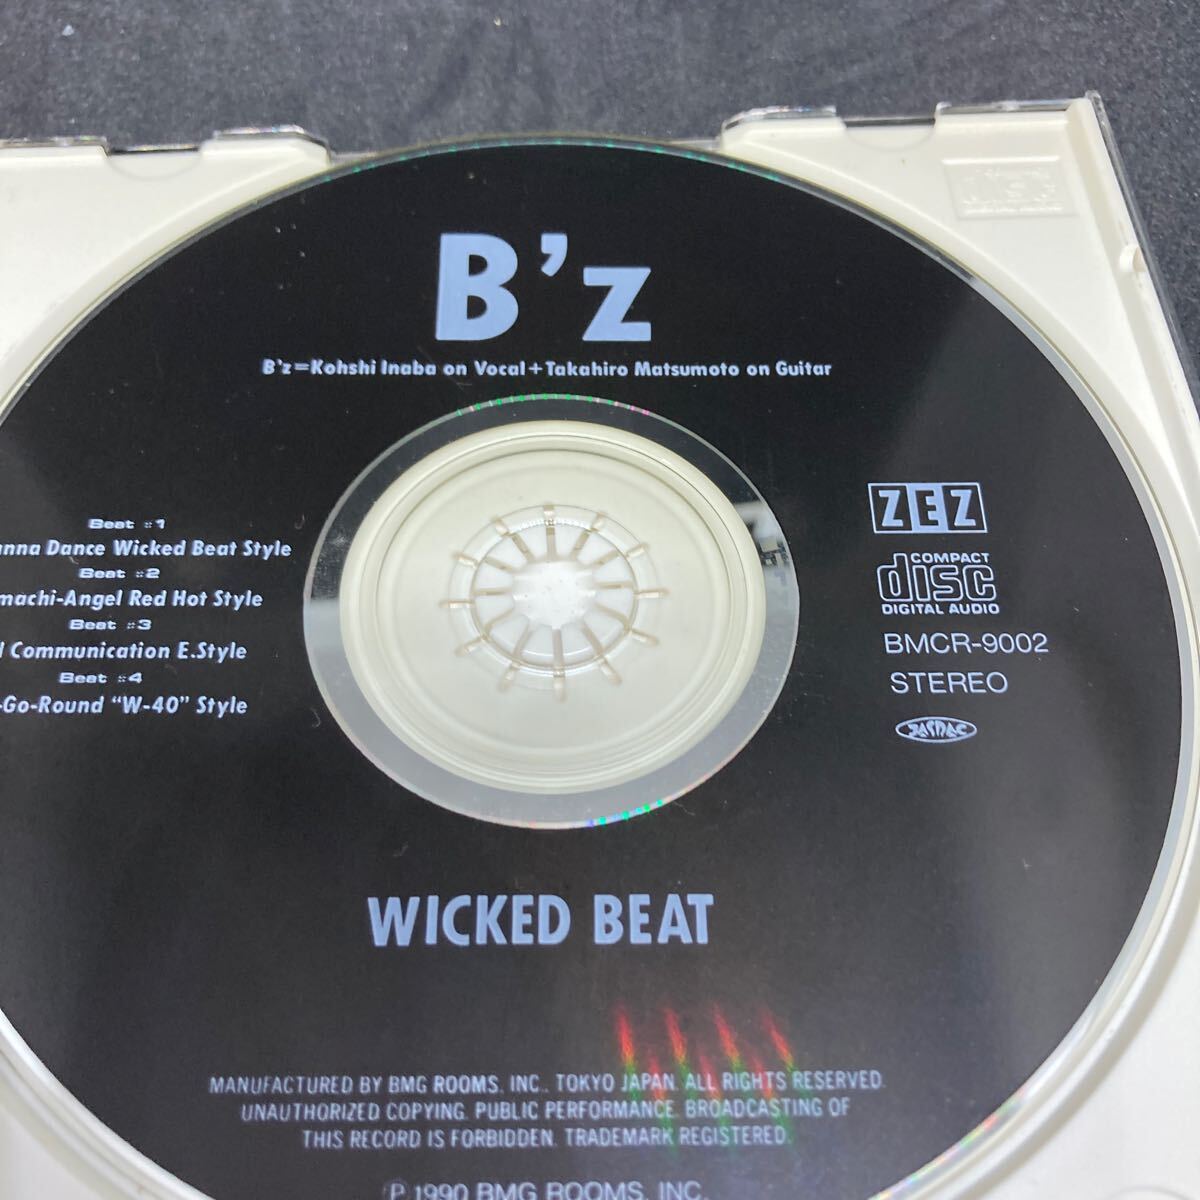 B'z
B'z=Kohshi Inaba on Vocal+Takahiro Matsumoto on Guitar
Beat #1
Dance Wicked Beat Style
Beat #2
-Angel Red Hot Style
Beat #3
Communication E.Style
Beat #4
-Go-Round "W-40" Style
ZEZ
COMPACT
disc
DIGITAL AUDIO
BMCR-9002
STEREO
JASRAC
disc
WICKED BEAT
MANUFACTURED BY BMG ROOMS, INC., TOKYO JAPAN. ALL RIGHTS RESERVED.
UNAUTHORIZED COPYING. PUBLIC PERFORMANCE. BROADCASTING OF
THIS RECORD IS FORBIDDEN. TRADEMARK REGISTERED.
Ⓟ 1990 BMG ROOMS, INC.